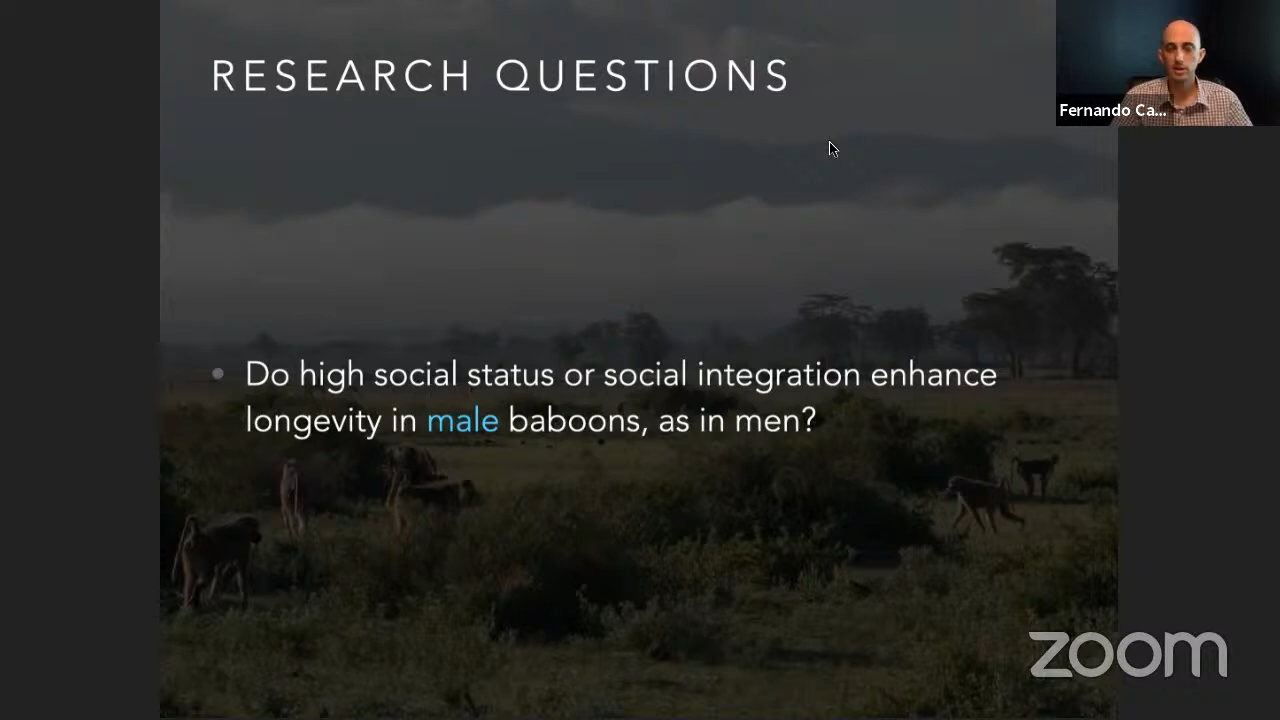 RESEARCH QUESTIONS
Fernando Ca...
• Do high social status or social integration enhance
longevity in male baboons, as in men?
zoom